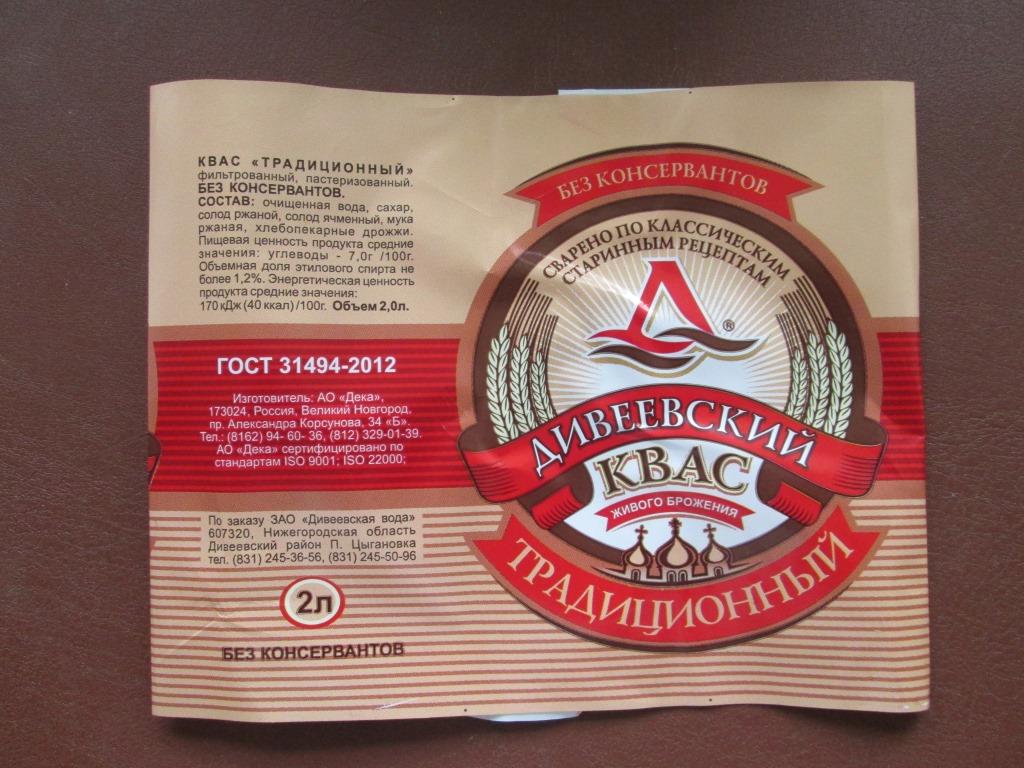 КВАС «ТРАДИЦИОННЫЙ»
фильтрованный, пастеризованный.
БЕЗ КОНСЕРВАНТОВ.
СОСТАВ: очищенная вода, сахар,
солод ржаной, солод ячменный, мука
ржаная, хлебопекарные дрожжи.
Пищевая ценность продукта средние
значения: углеводы - 7,0г /100г.
Объемная доля этилового спирта не
более 1,2%. Энергетическая ценность
продукта средние значения:
170 кДж (40 ккал) /100г. Объем 2,0л.
ГОСТ 31494-2012
Изготовитель: АО «Дека»,
173024, Россия, Великий Новгород,
пр. Александра Корсунова, 34 «Б».
Тел.: (8162) 94- 60- 36, (812) 329-01-39.
АО «Дека» сертифицировано по
стандартам ISO 9001; ISO 22000;
По заказу ЗАО «Дивеевская вода»
607320, Нижегородская область
Дивеевский район П. Цыгановка
тел. (831) 245-36-56, (831) 245-50-96
2л
БЕЗ КОНСЕРВАНТОВ
БЕЗ КОНСЕРВАНТОВ
СВАРЕНО ПО КЛАССИЧЕСКИМ
СТАРИННЫМ РЕЦЕПТАМ
Д ®
ДИВЕЕВСКИЙ
КВАС
ЖИВОГО БРОЖЕНИЯ
ТРАДИЦИОННЫЙ